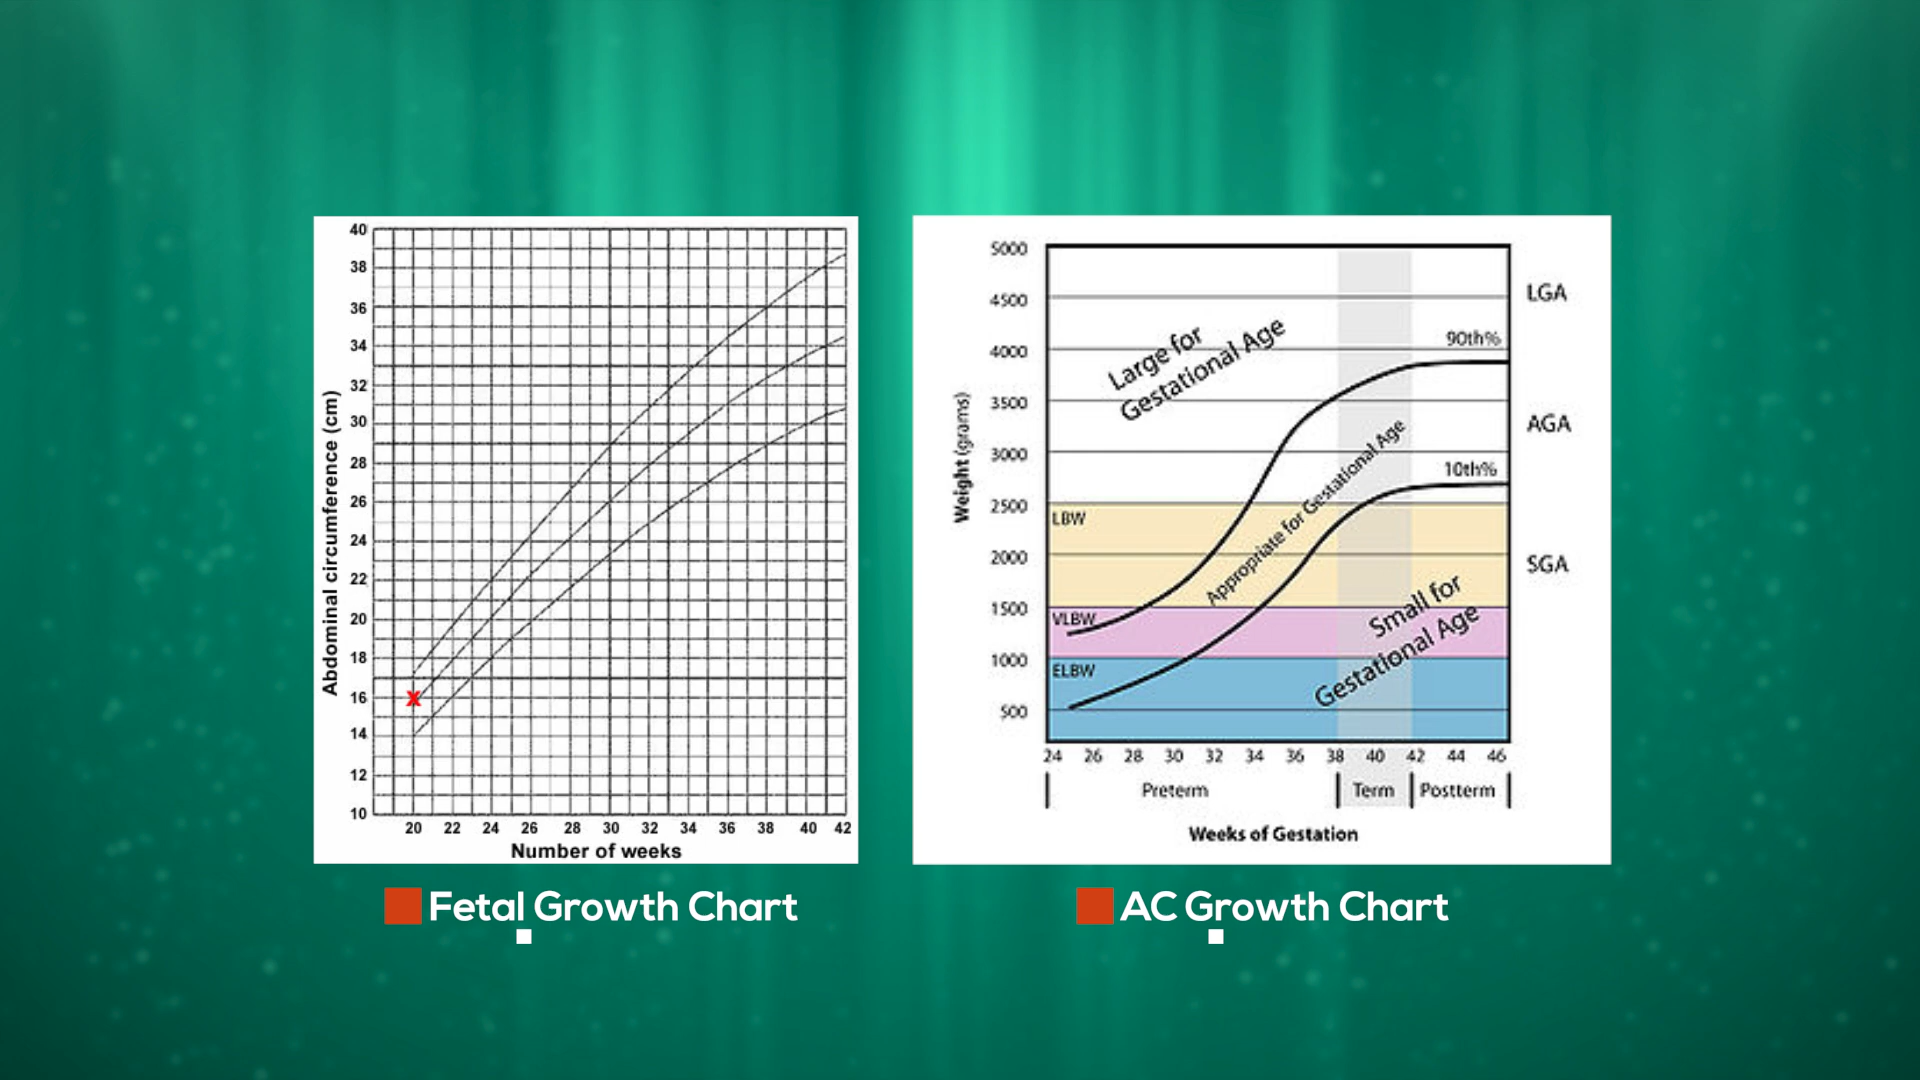 40
38
36
34
32
30
28
26
24
22
20
18
16
14
12
10
Abdominal circumference (cm)
20 22 24 26 28 30 32 34 36 38 40 42
Number of weeks
Fetal Growth Chart
5000
4500
4000
3500
3000
2500
2000
1500
1000
500
Weight (grams)
Large for
Gestational Age
90th%
Appropriate for Gestational Age
10th%
LBW
VLBW
ELBW
Small for
Gestational Age
LGA
AGA
SGA
24 26 28 30 32 34 36 38 40 42 44 46
Preterm Term Postterm
Weeks of Gestation
AC Growth Chart